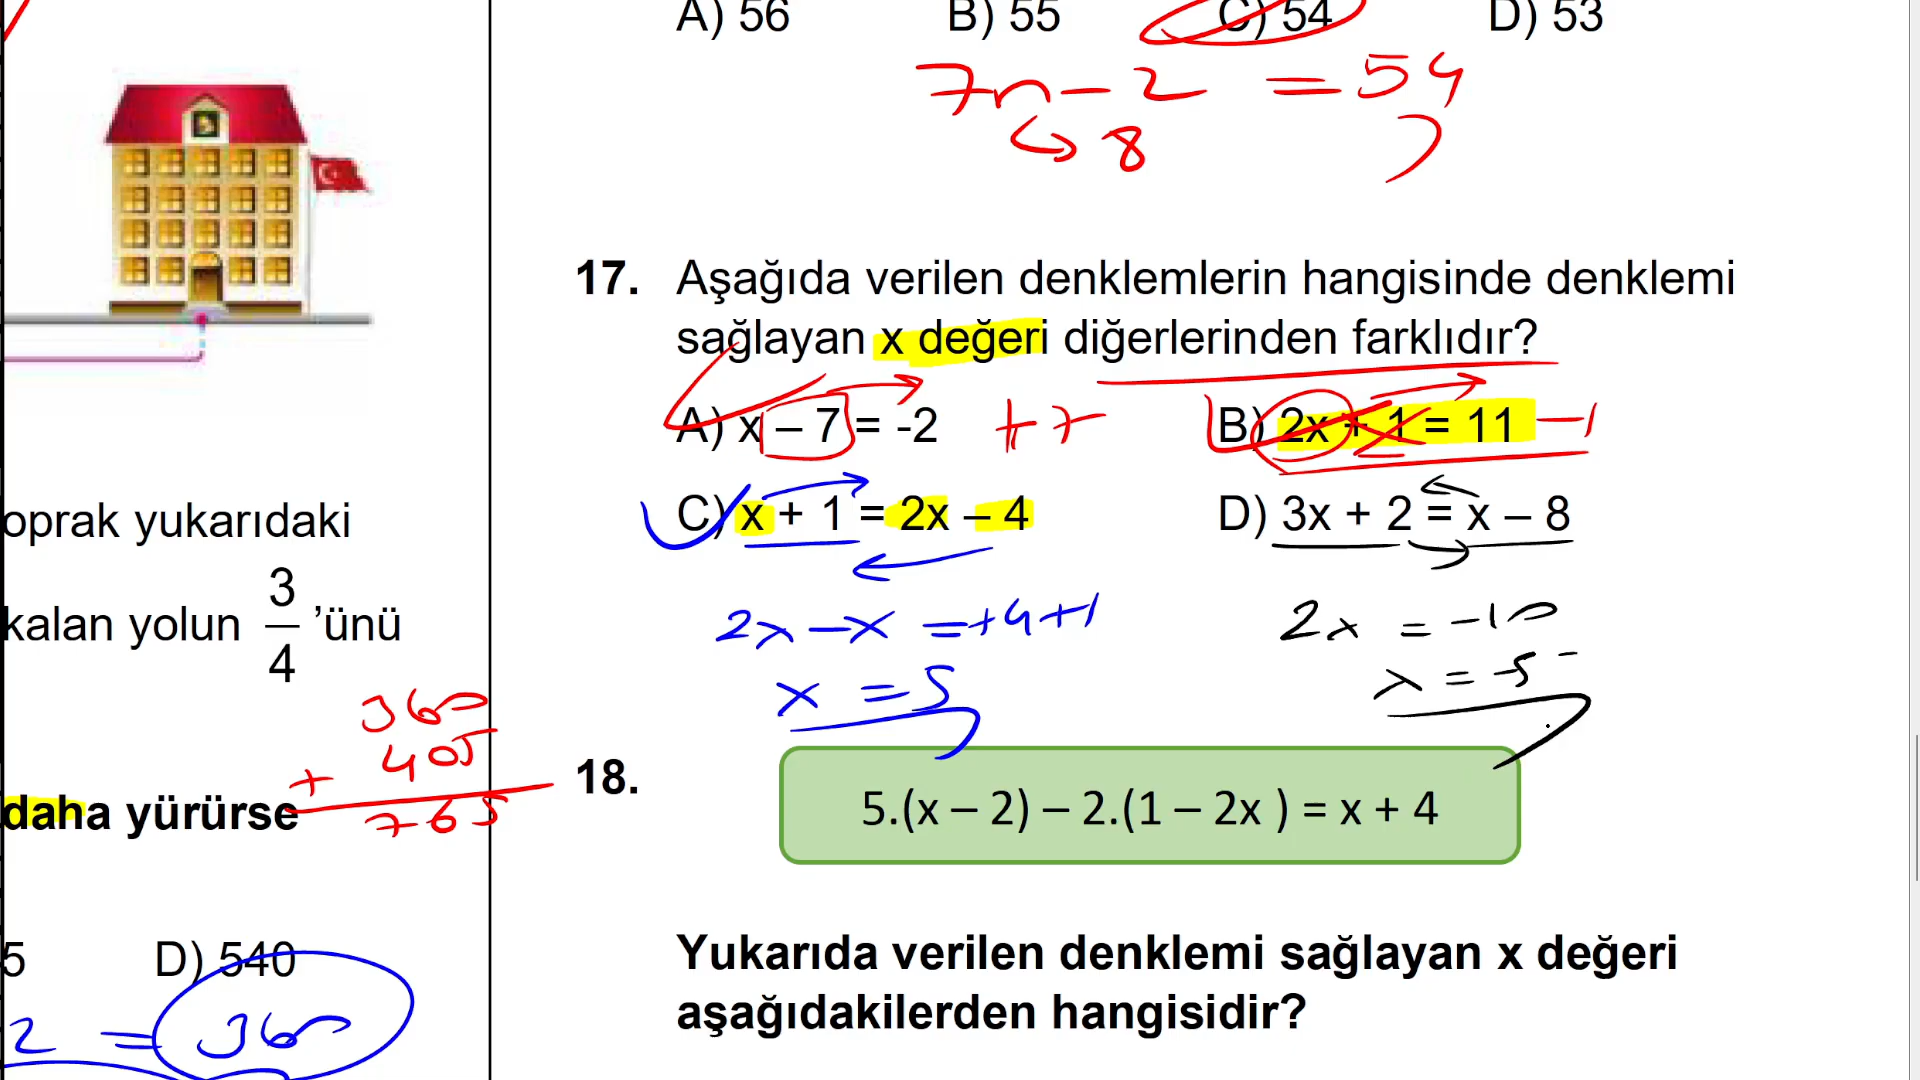 A) 56 B) 55 C) 54 D) 53
7n - 2 = 54
8
17. Aşağıda verilen denklemlerin hangisinde denklemi
sağlayan x değeri diğerlerinden farklıdır?
A) x – 7 = -2 +7 B) 2x + 1 = 11 -1
C) x + 1 = 2x – 4 D) 3x + 2 = x – 8
2x - x = +4+1
x = 5
2x = -10
x = -5
18.
5.(x – 2) – 2.(1 – 2x ) = x + 4
Yukarıda verilen denklemi sağlayan x değeri
aşağıdakilerden hangisidir?
oprak yukarıdaki
kalan yolun 3/4 ’ünü
360
+ 405
765
daha yürürse
5 D) 540
2 = 360